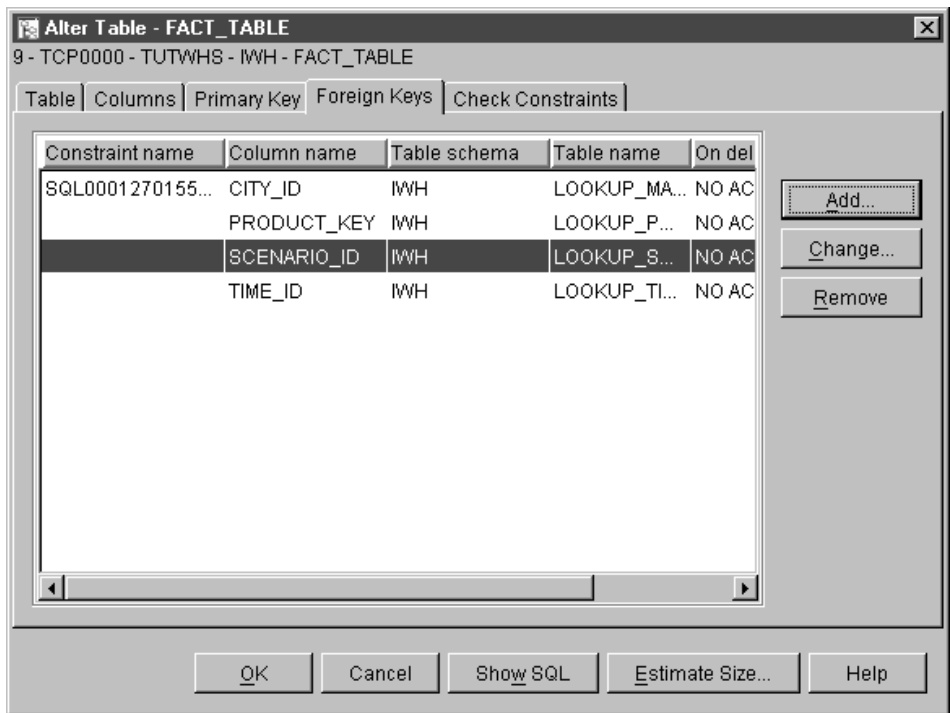 Alter Table - FACT_TABLE
9 - TCP0000 - TUTWHS - IWH - FACT_TABLE
Table Columns Primary Key Foreign Keys Check Constraints
Constraint name Column name Table schema Table name On del
SQL0001270155... CITY_ID IWH LOOKUP_MA... NO AC
PRODUCT_KEY IWH LOOKUP_P... NO AC
SCENARIO_ID IWH LOOKUP_S... NO AC
TIME_ID IWH LOOKUP_TI... NO AC
Add...
Change...
Remove
OK Cancel Show SQL Estimate Size... Help